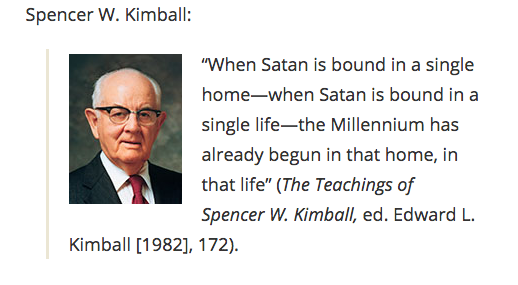 Spencer W. Kimball:
“When Satan is bound in a single
home—when Satan is bound in a
single life—the Millennium has
already begun in that home, in
that life” (The Teachings of
Spencer W. Kimball, ed. Edward L.
Kimball [1982], 172).